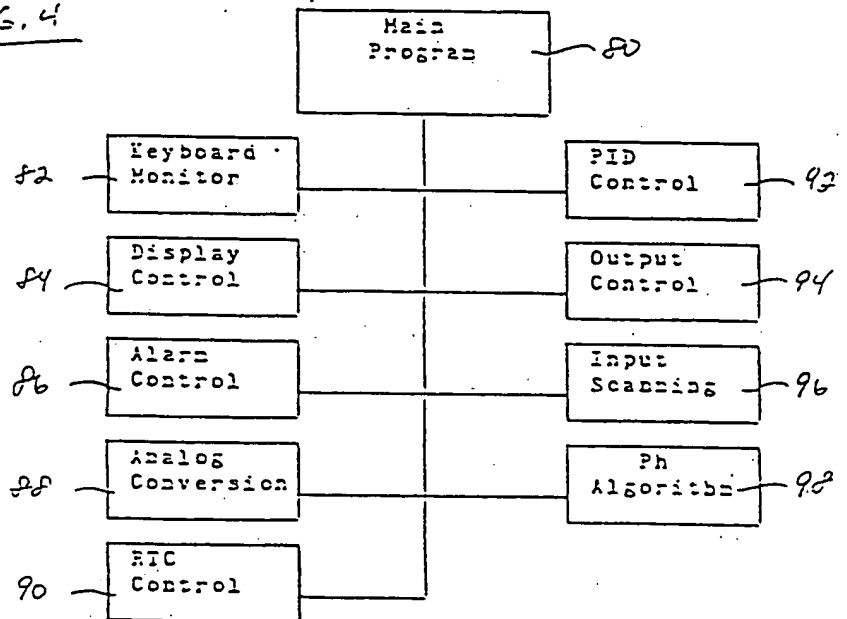 G. 4
Main
Program
80
Keyboard
Monitor
82
PID
Control
92
Display
Control
84
Output
Control
94
Alarm
Control
86
Input
Scanning
96
Analog
Conversion
88
Ph
Algorithm
98
RTC
Control
90